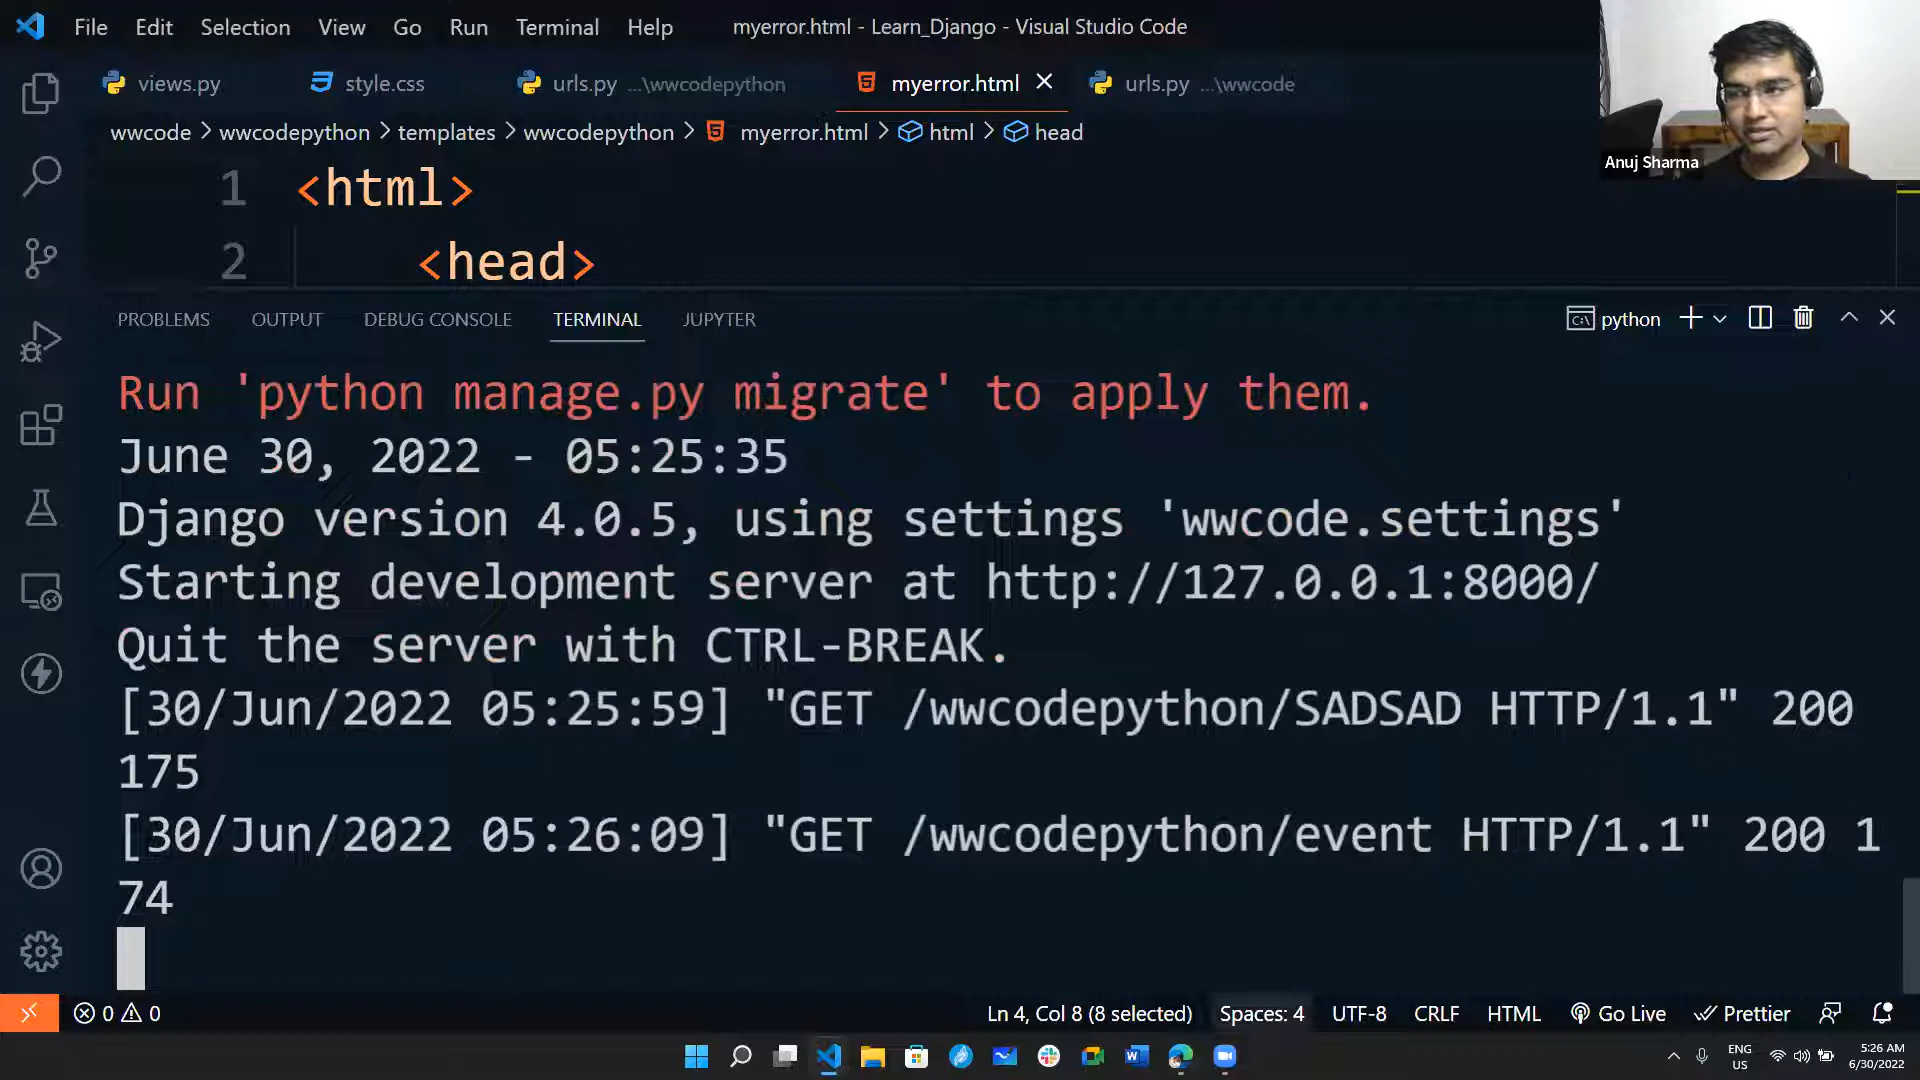 File Edit Selection View Go Run Terminal Help myerror.html - Learn_Django - Visual Studio Code
views.py style.css urls.py ...\wwcodepython myerror.html urls.py ...\wwcode
wwcode > wwcodepython > templates > wwcodepython > myerror.html > html > head
Anuj Sharma
1 <html>
2 <head>
PROBLEMS OUTPUT DEBUG CONSOLE TERMINAL JUPYTER python
Run 'python manage.py migrate' to apply them.
June 30, 2022 - 05:25:35
Django version 4.0.5, using settings 'wwcode.settings'
Starting development server at http://127.0.0.1:8000/
Quit the server with CTRL-BREAK.
[30/Jun/2022 05:25:59] "GET /wwcodepython/SADSAD HTTP/1.1" 200
175
[30/Jun/2022 05:26:09] "GET /wwcodepython/event HTTP/1.1" 200 1
74
0 0 Ln 4, Col 8 (8 selected) Spaces: 4 UTF-8 CRLF HTML Go Live Prettier
ENG
US
5:26 AM
6/30/2022